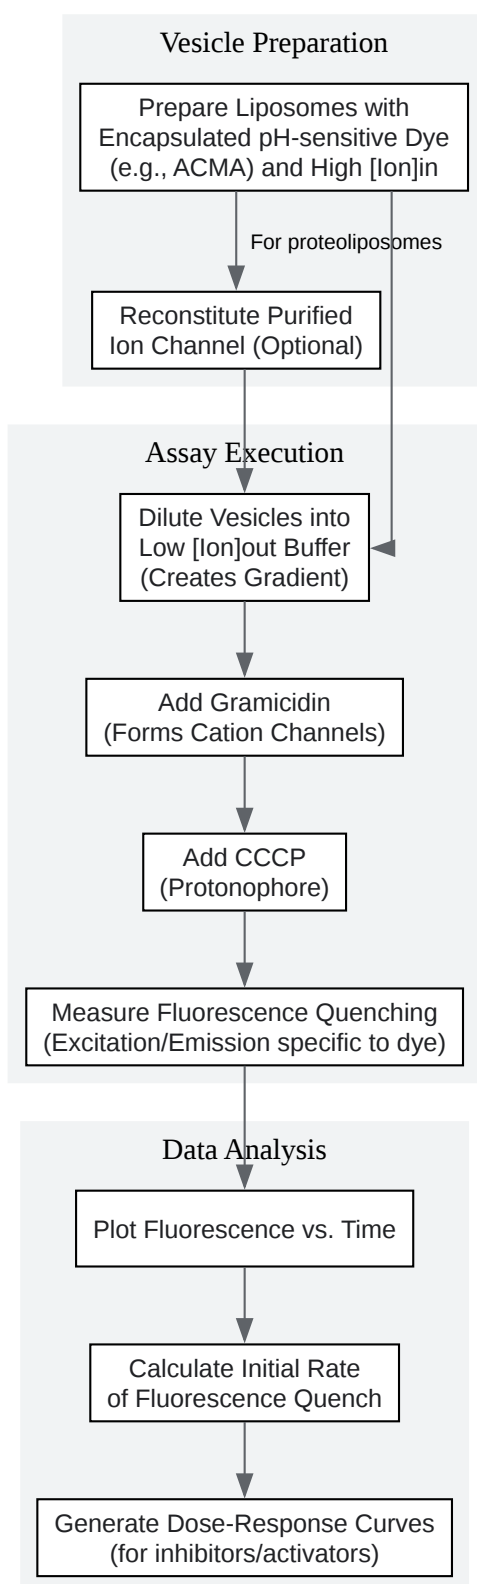 Vesicle Preparation
Prepare Liposomes with
Encapsulated pH-sensitive Dye
(e.g., ACMA) and High [Ion]in
For proteoliposomes
Reconstitute Purified
Ion Channel (Optional)
Assay Execution
Dilute Vesicles into
Low [Ion]out Buffer
(Creates Gradient)
Add Gramicidin
(Forms Cation Channels)
Add CCCP
(Protonophore)
Measure Fluorescence Quenching
(Excitation/Emission specific to dye)
Data Analysis
Plot Fluorescence vs. Time
Calculate Initial Rate
of Fluorescence Quench
Generate Dose-Response Curves
(for inhibitors/activators)